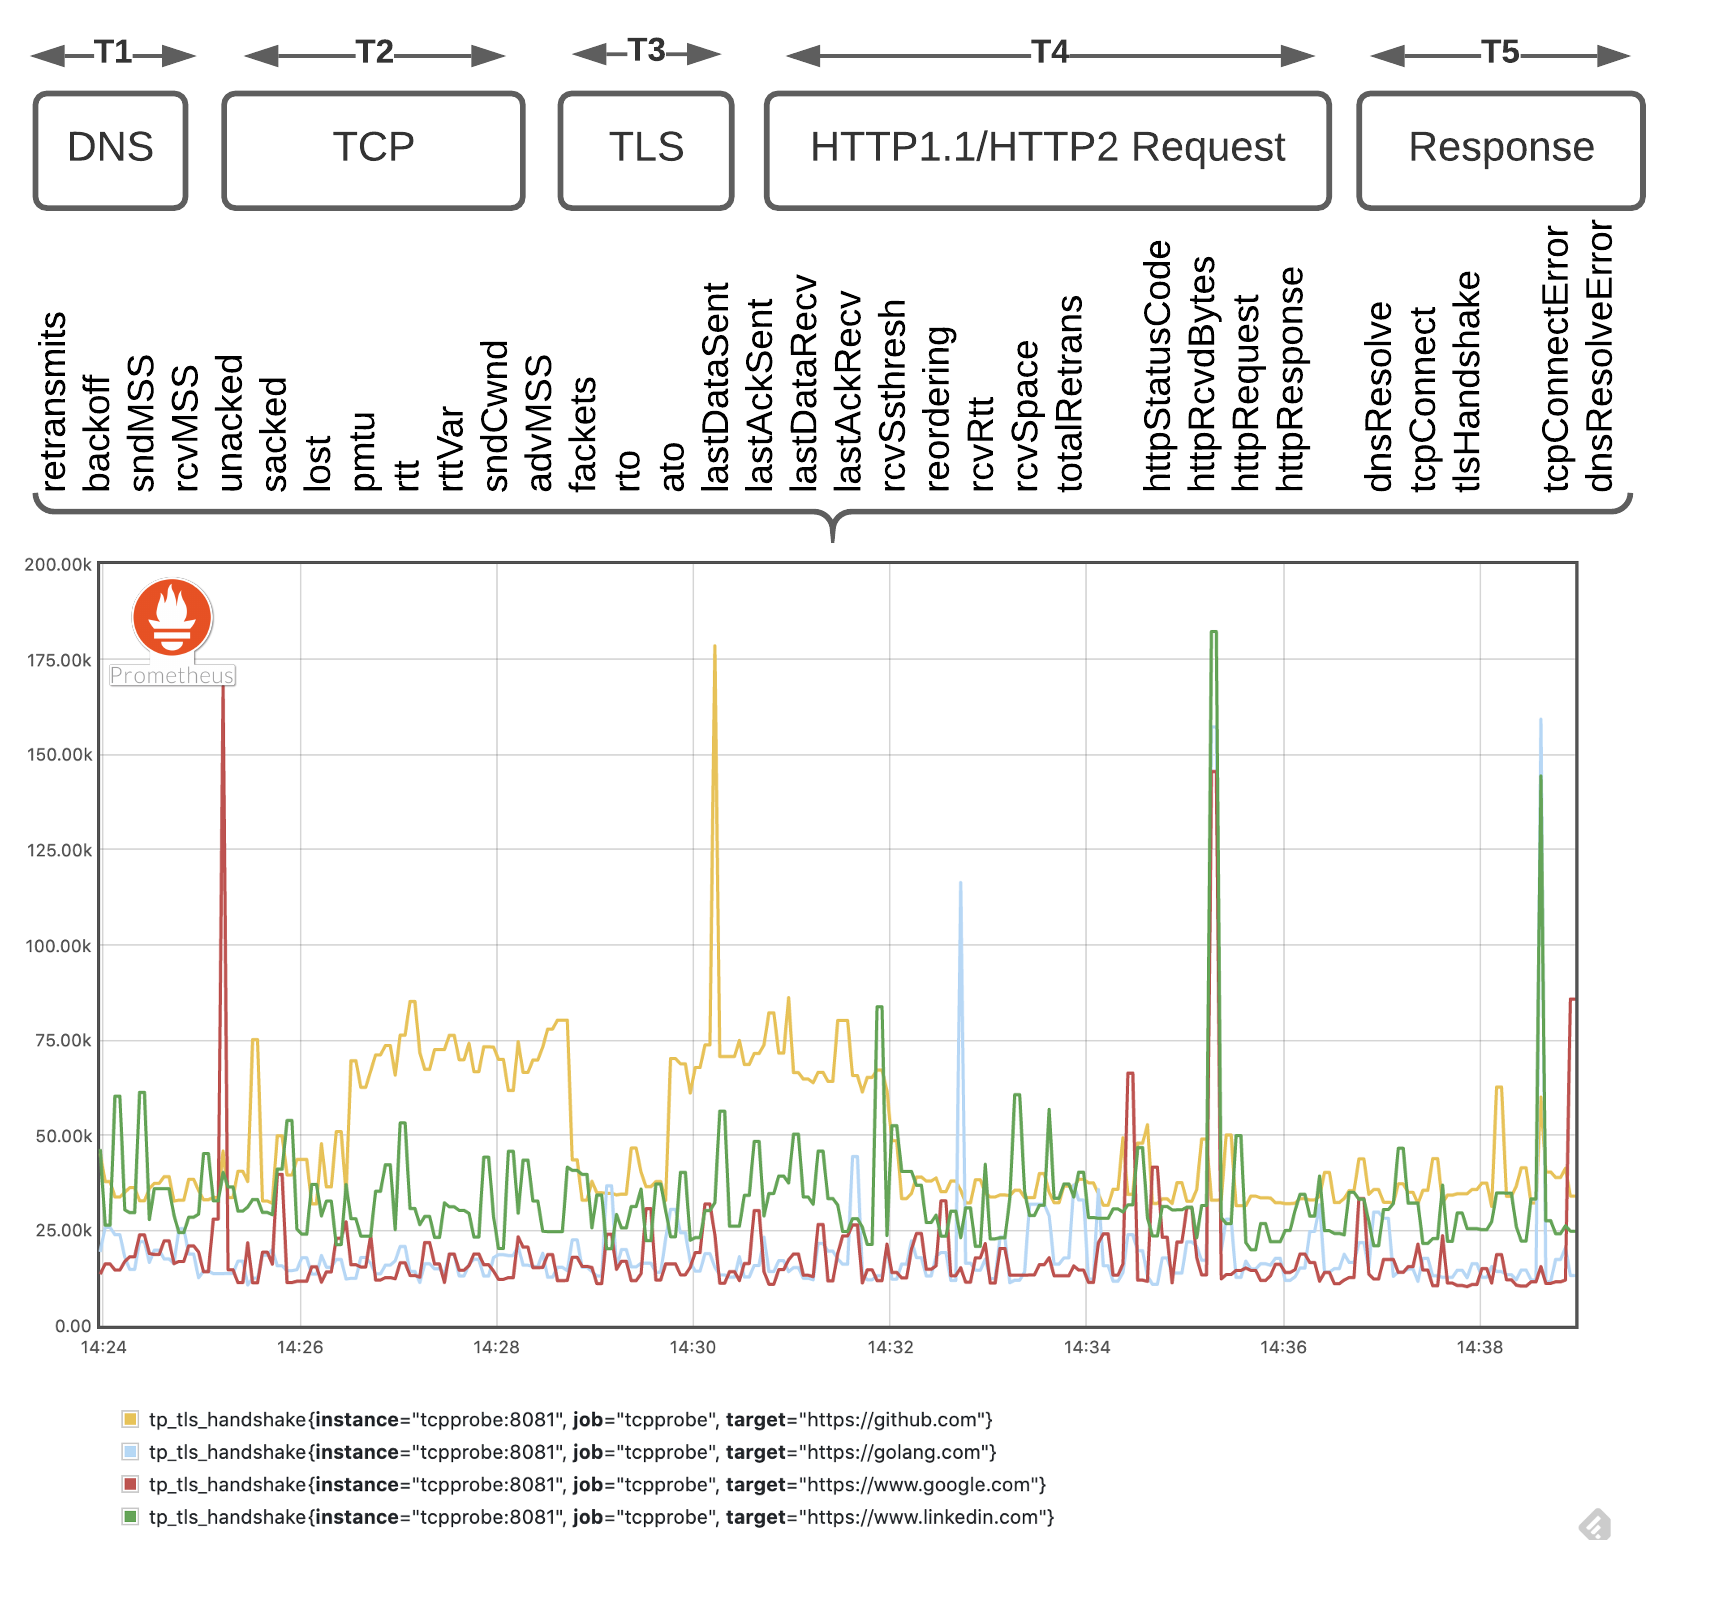 T1 T2 T3 T4 T5
DNS TCP TLS HTTP1.1/HTTP2 Request Response
retransmits
backoff
sndMSS
rcvMSS
unacked
sacked
lost
pmtu
rtt
rttVar
sndCwnd
advMSS
fackets
rto
ato
lastDataSent
lastAckSent
lastDataRecv
lastAckRecv
rcvSsthresh
reordering
rcvRtt
rcvSpace
totalRetrans
httpStatusCode
httpRcvdBytes
httpRequest
httpResponse
dnsResolve
tcpConnect
tlsHandshake
tcpConnectError
dnsResolveError
200.00k
Prometheus
175.00k
150.00k
125.00k
100.00k
75.00k
50.00k
25.00k
0.00
14:24 14:26 14:28 14:30 14:32 14:34 14:36 14:38
tp_tls_handshake{instance="tcpprobe:8081", job="tcpprobe", target="https://github.com"}
tp_tls_handshake{instance="tcpprobe:8081", job="tcpprobe", target="https://golang.com"}
tp_tls_handshake{instance="tcpprobe:8081", job="tcpprobe", target="https://www.google.com"}
tp_tls_handshake{instance="tcpprobe:8081", job="tcpprobe", target="https://www.linkedin.com"}